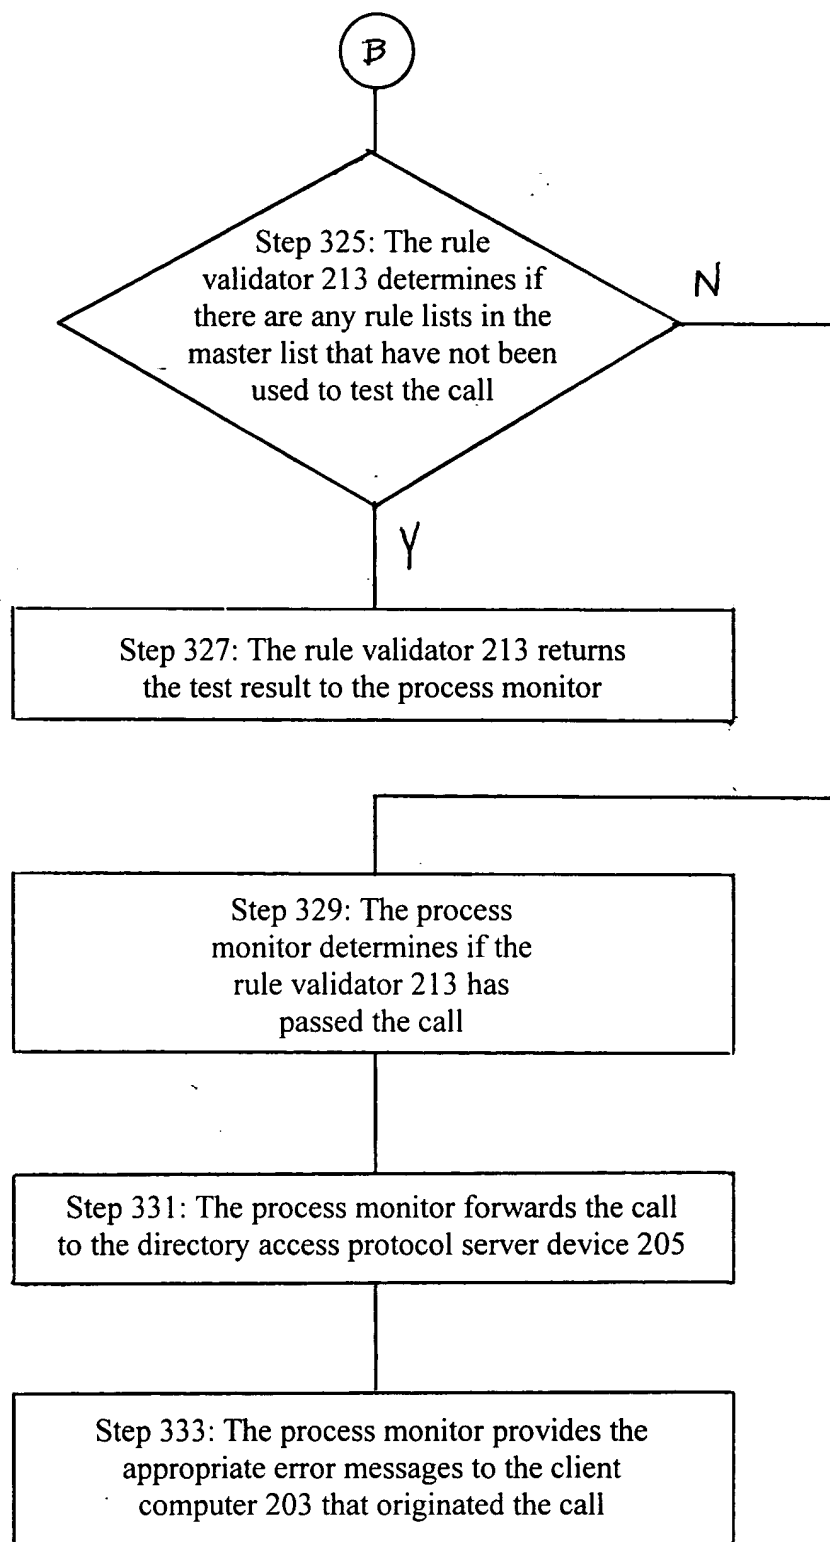 B
Step 325: The rule
validator 213 determines if
there are any rule lists in the
master list that have not been
used to test the call
N
Y
Step 327: The rule validator 213 returns
the test result to the process monitor
Step 329: The process
monitor determines if the
rule validator 213 has
passed the call
Step 331: The process monitor forwards the call
to the directory access protocol server device 205
Step 333: The process monitor provides the
appropriate error messages to the client
computer 203 that originated the call